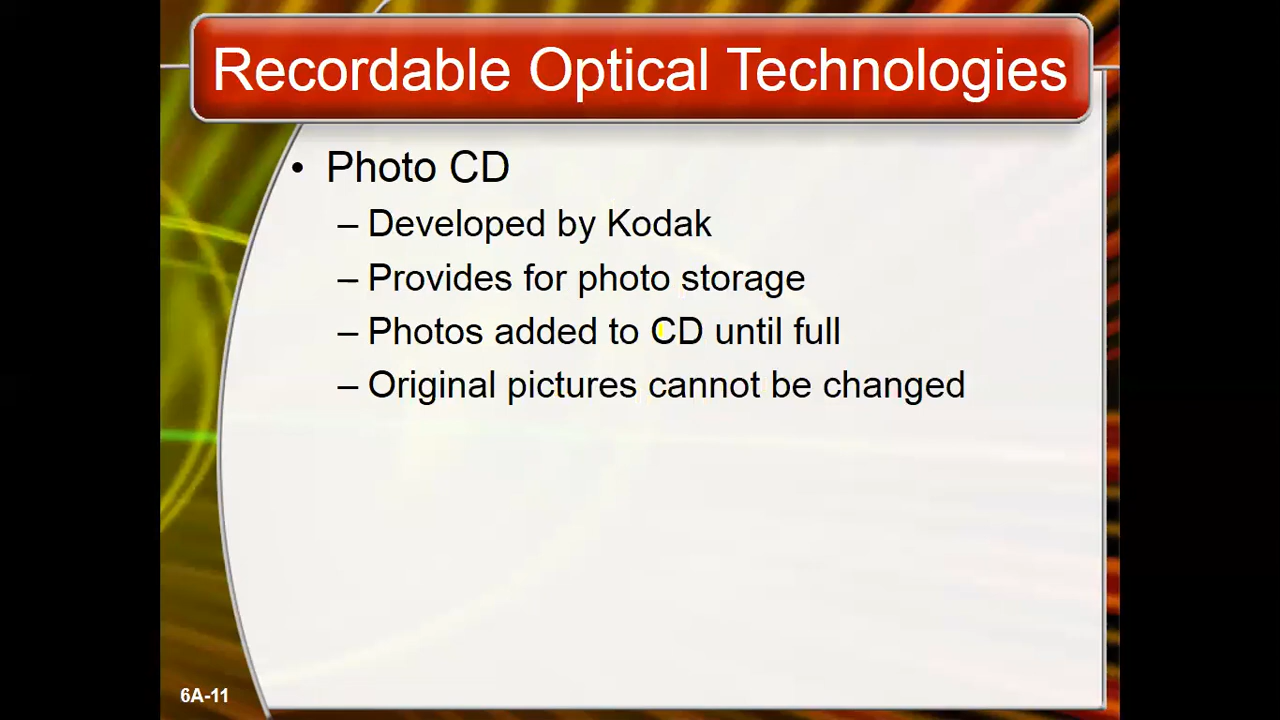 Recordable Optical Technologies
• Photo CD
– Developed by Kodak
– Provides for photo storage
– Photos added to CD until full
– Original pictures cannot be changed
6A-11